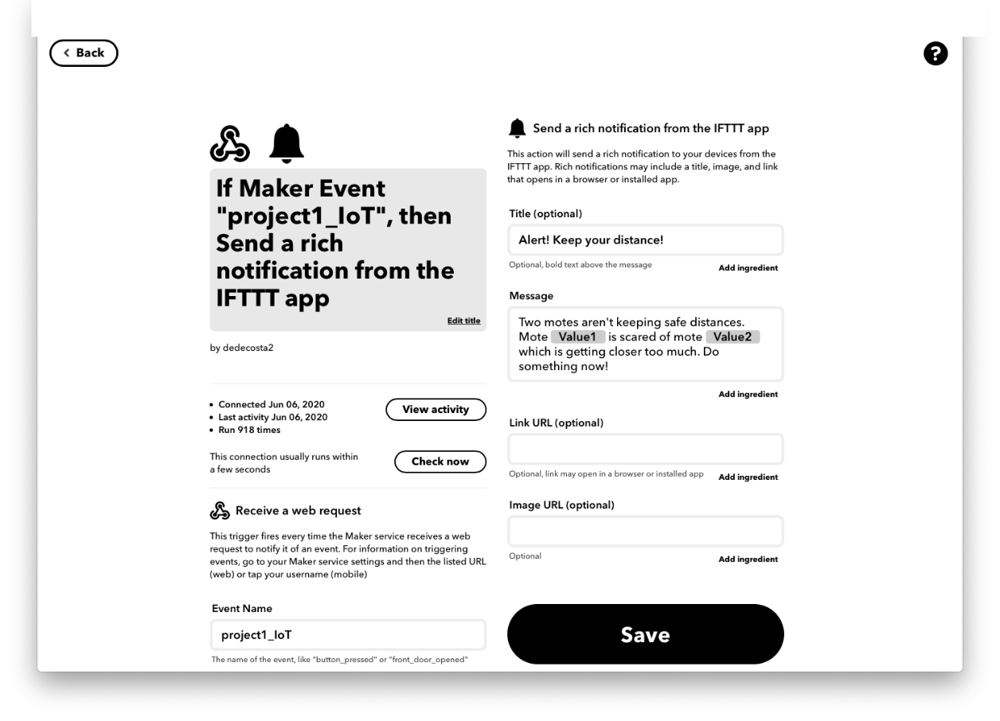 Back
?
If Maker Event
"project1_IoT", then
Send a rich
notification from the
IFTTT app
Edit title
by dedecosta2
• Connected Jun 06, 2020
• Last activity Jun 06, 2020
• Run 918 times
View activity
This connection usually runs within
a few seconds
Check now
Receive a web request
This trigger fires every time the Maker service receives a web
request to notify it of an event. For information on triggering
events, go to your Maker service settings and then the listed URL
(web) or tap your username (mobile)
Event Name
project1_IoT
The name of the event, like "button_pressed" or "front_door_opened"
Send a rich notification from the IFTTT app
This action will send a rich notification to your devices from the
IFTTT app. Rich notifications may include a title, image, and link
that opens in a browser or installed app.
Title (optional)
Alert! Keep your distance!
Optional, bold text above the message
Add ingredient
Message
Two motes aren't keeping safe distances.
Mote Value1 is scared of mote Value2
which is getting closer too much. Do
something now!
Add ingredient
Link URL (optional)
Optional, link may open in a browser or installed app
Add ingredient
Image URL (optional)
Optional
Add ingredient
Save